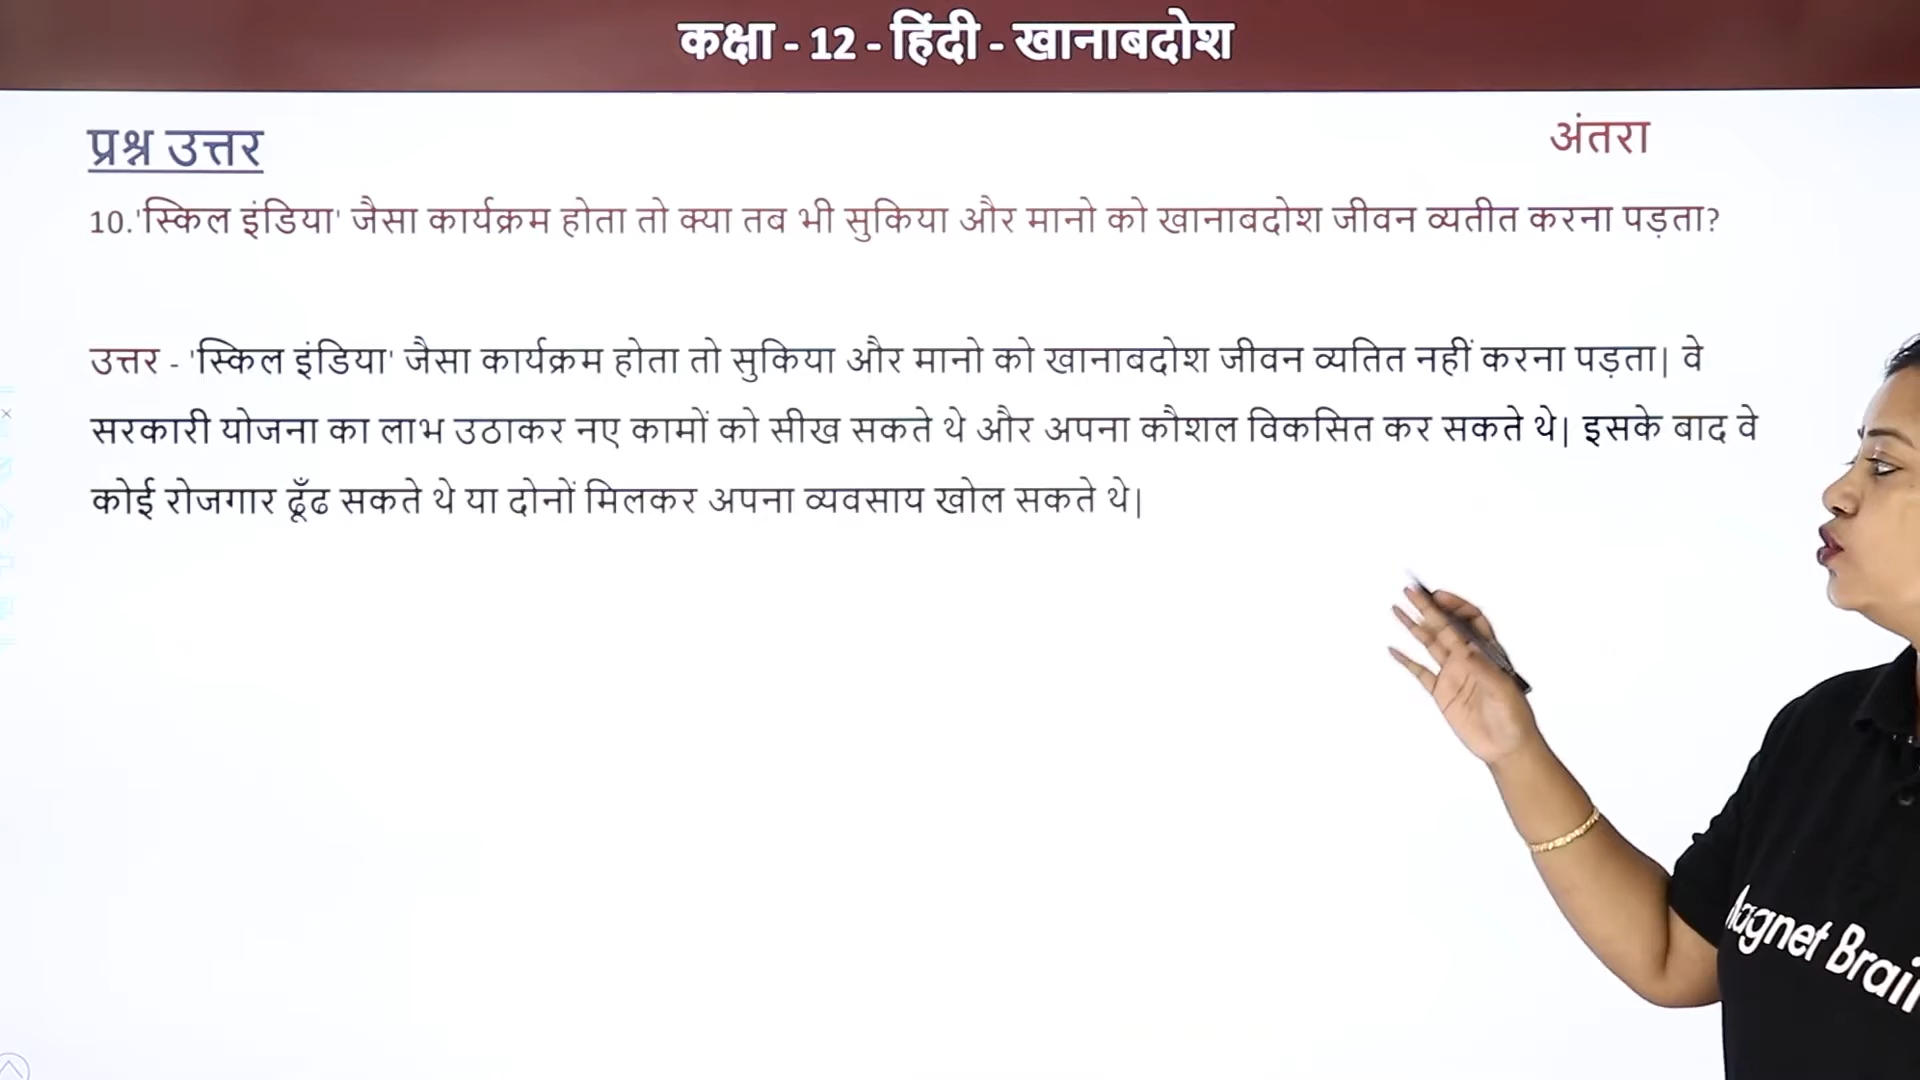 कक्षा - 12 - हिंदी - खानाबदोश
प्रश्न उत्तर
अंतरा
10.'स्किल इंडिया' जैसा कार्यक्रम होता तो क्या तब भी सुकिया और मानो को खानाबदोश जीवन व्यतीत करना पड़ता?
उत्तर - 'स्किल इंडिया' जैसा कार्यक्रम होता तो सुकिया और मानो को खानाबदोश जीवन व्यतित नहीं करना पड़ता| वे
सरकारी योजना का लाभ उठाकर नए कामों को सीख सकते थे और अपना कौशल विकसित कर सकते थे| इसके बाद वे
कोई रोजगार ढूँढ सकते थे या दोनों मिलकर अपना व्यवसाय खोल सकते थे|